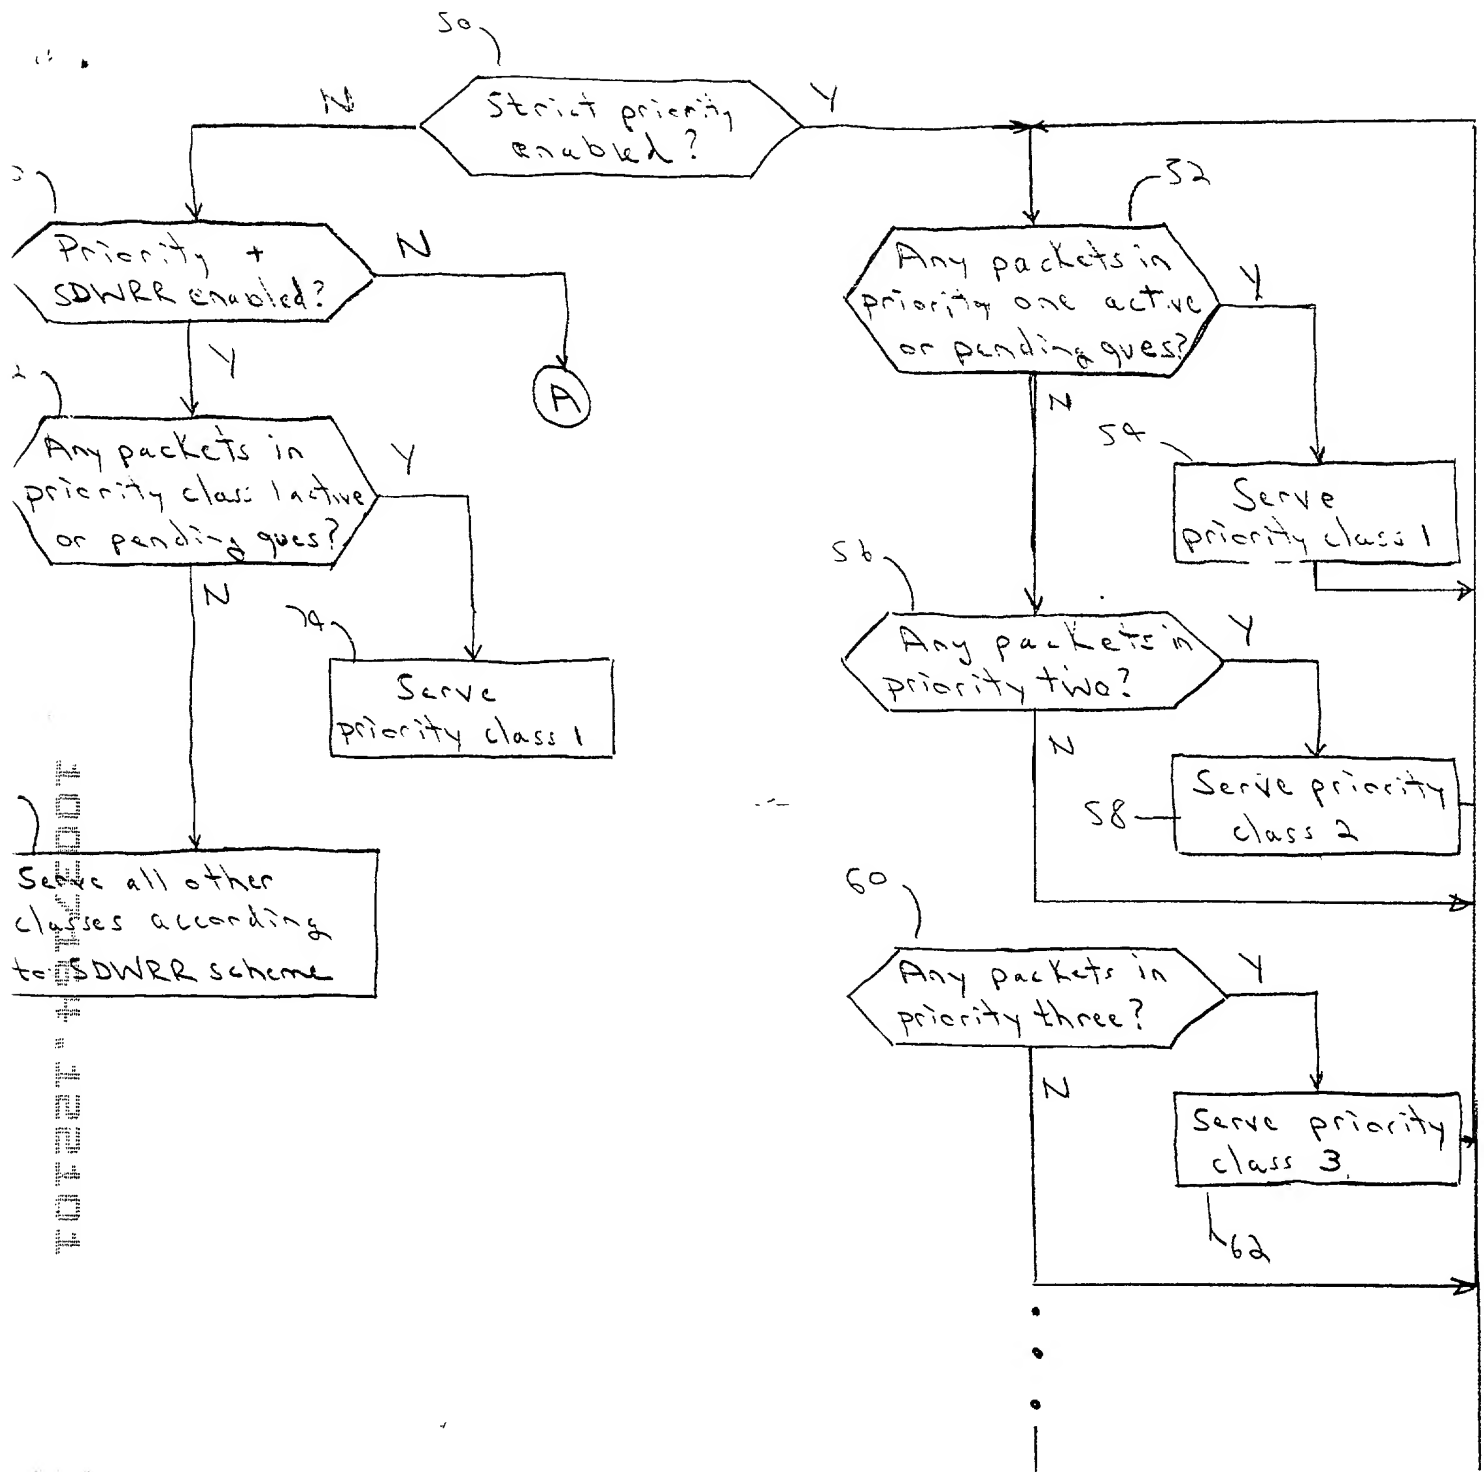 50
N
Strict priority
enabled?
Y
Priority +
SDWRR enabled?
N
Y
A
52
Any packets in
priority one active
or pending ques?
Y
N
54
Serve
priority class 1
Any packets in
priority class 1 active
or pending ques?
Y
N
74
Serve
priority class 1
Serve all other
classes according
to SDWRR scheme
56
Any packets in
priority two?
Y
N
58
Serve priority
class 2
60
Any packets in
priority three?
Y
N
Serve priority
class 3
62